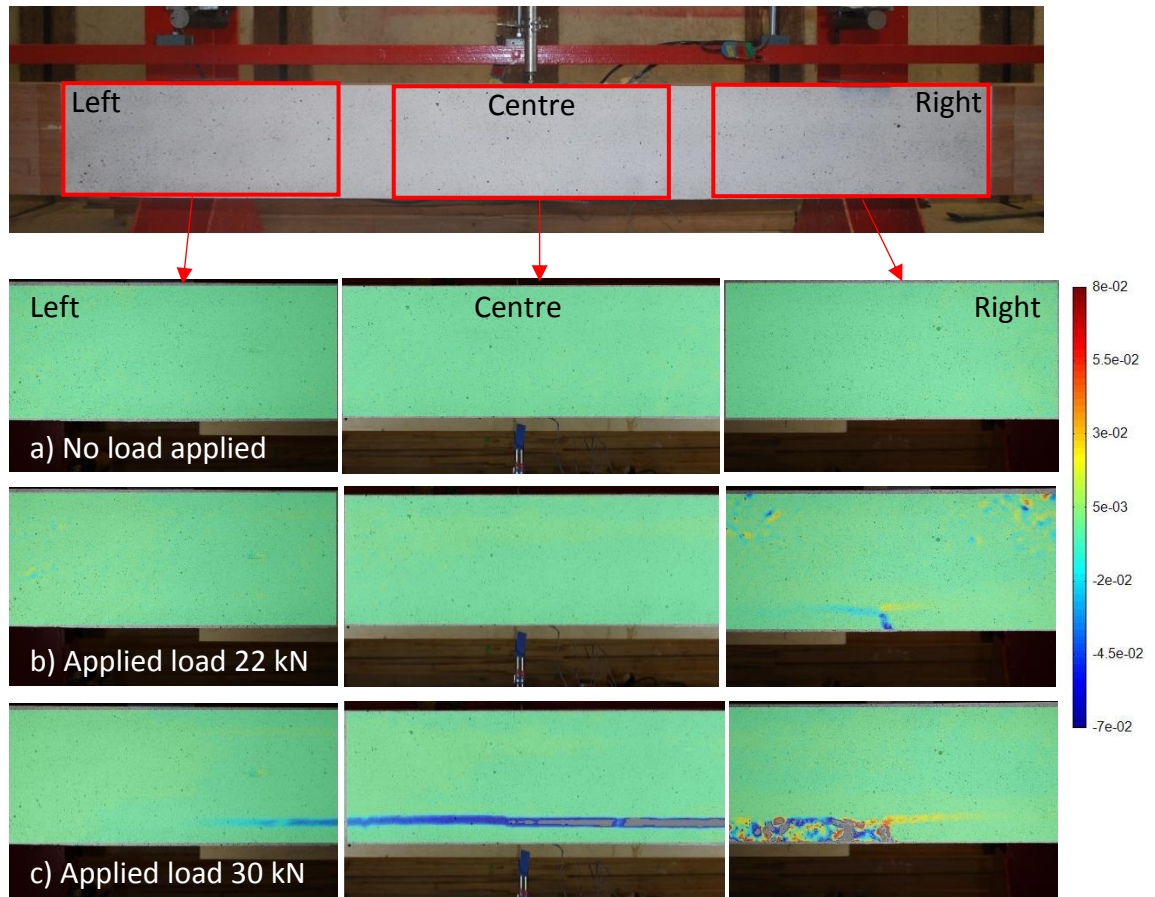 Left
Centre
Right
Left
Centre
Right
a) No load applied
b) Applied load 22 kN
c) Applied load 30 kN
8e-02
5.5e-02
3e-02
5e-03
-2e-02
-4.5e-02
-7e-02